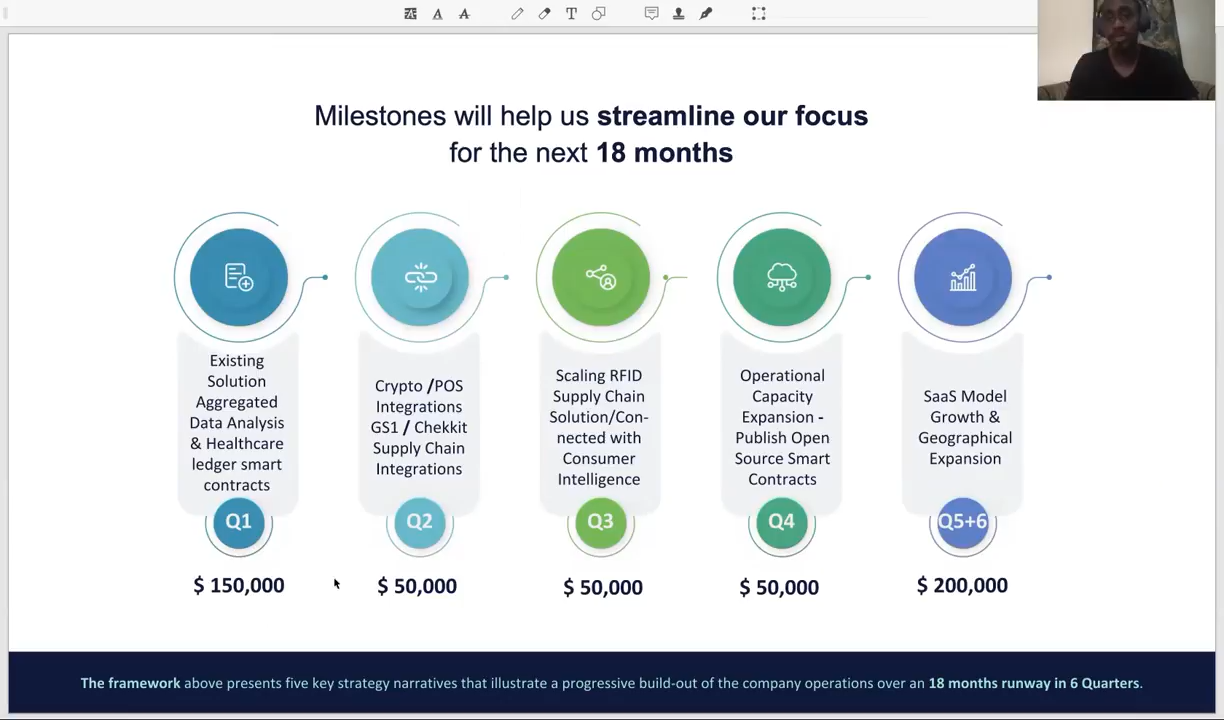 Milestones will help us streamline our focus
for the next 18 months
Existing
Solution
Aggregated
Data Analysis
& Healthcare
ledger smart
contracts
Q1
$ 150,000
Crypto /POS
Integrations
GS1 / Chekkit
Supply Chain
Integrations
Q2
$ 50,000
Scaling RFID
Supply Chain
Solution/Con-
nected with
Consumer
Intelligence
Q3
$ 50,000
Operational
Capacity
Expansion -
Publish Open
Source Smart
Contracts
Q4
$ 50,000
SaaS Model
Growth &
Geographical
Expansion
Q5+6
$ 200,000
The framework above presents five key strategy narratives that illustrate a progressive build-out of the company operations over an 18 months runway in 6 Quarters.